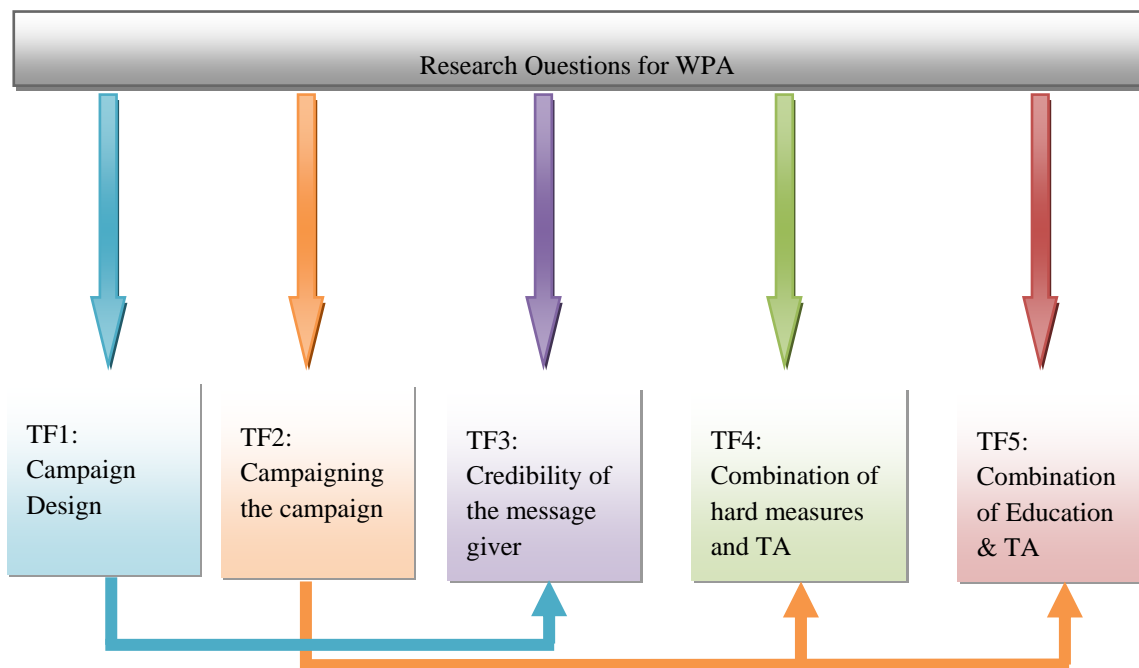 Research Ouestions for WPA
TF1:
Campaign
Design
TF2:
Campaigning
the campaign
TF3:
Credibility of
the message
giver
TF4:
Combination of
hard measures
and TA
TF5:
Combination
of Education
& TA